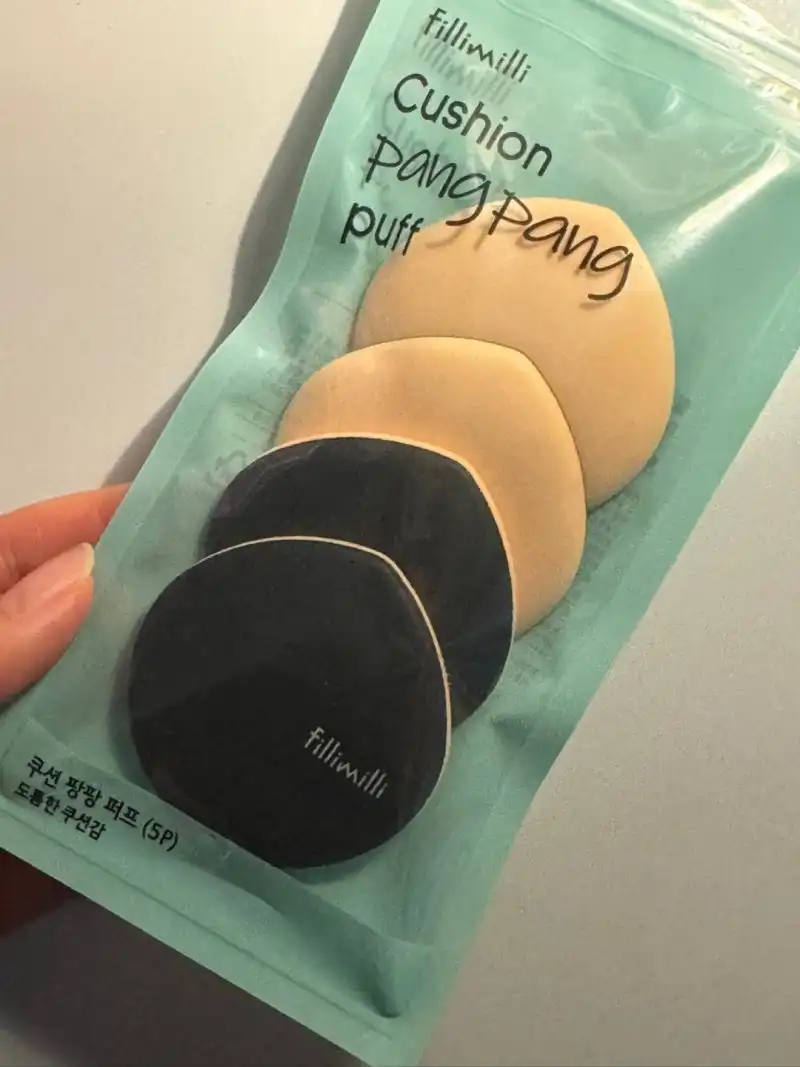 fillimilli
Cushion
pang pang
puff
fillimilli
쿠션 팡팡 퍼프 (5P)
도톰한 쿠션감